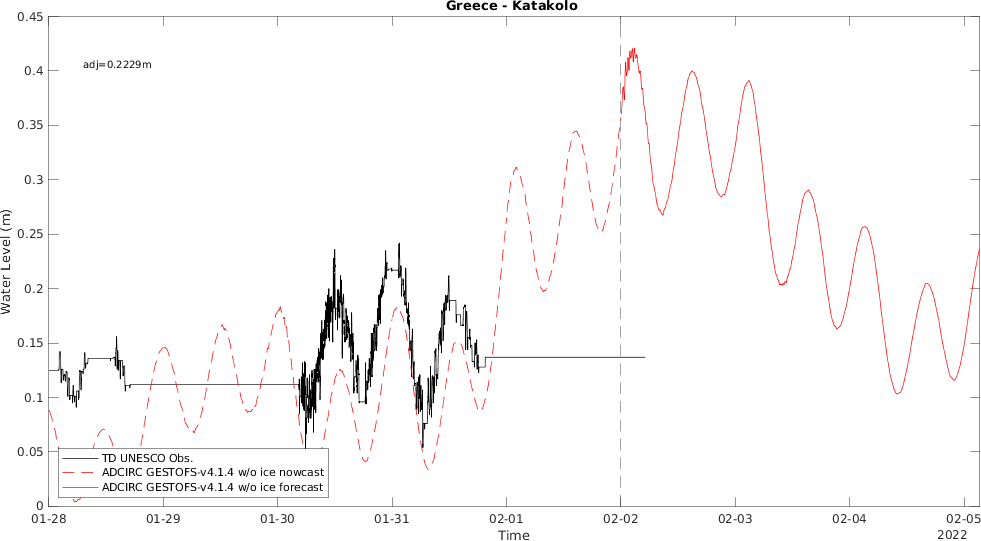 Greece - Katakolo
0.45
0.4
0.35
0.3
0.25
0.2
0.15
0.1
0.05
0
Water Level (m)
adj=0.2229m
TD UNESCO Obs.
ADCIRC GESTOFS-v4.1.4 w/o ice nowcast
ADCIRC GESTOFS-v4.1.4 w/o ice forecast
01-28 01-29 01-30 01-31 02-01 02-02 02-03 02-04 02-05
Time
2022